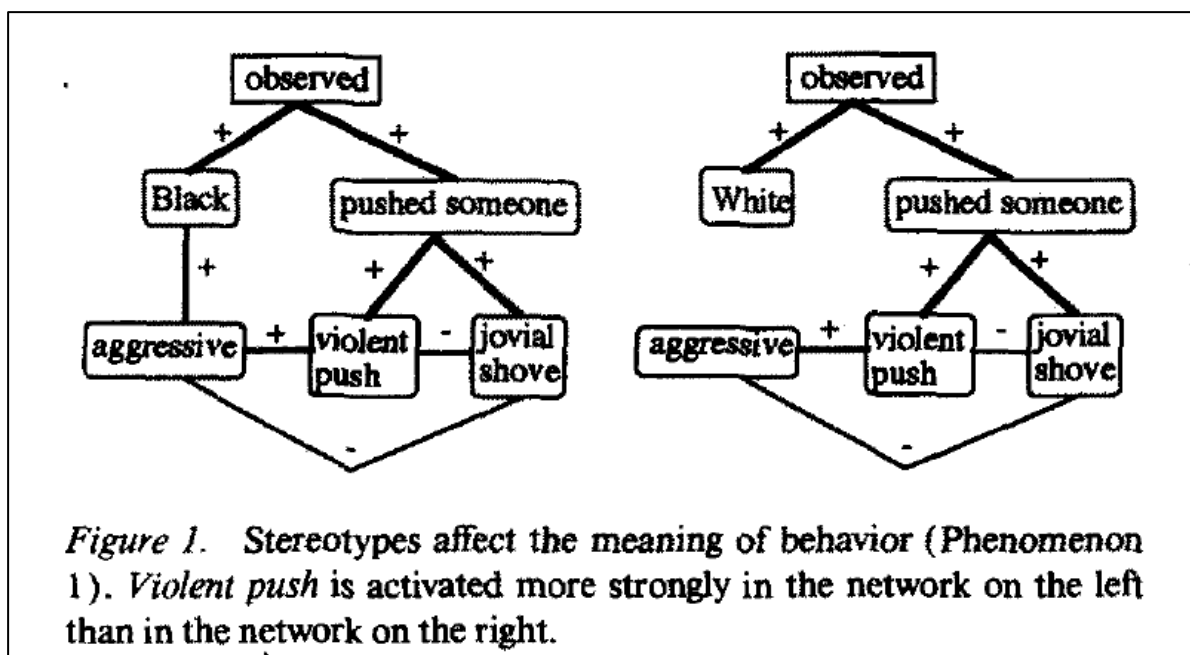 observed
+ +
Black pushed someone
+ + +
aggressive + violent push - jovial shove
-
observed
+ +
White pushed someone
+ +
aggressive + violent push - jovial shove
-
Figure 1. Stereotypes affect the meaning of behavior (Phenomenon
1). Violent push is activated more strongly in the network on the left
than in the network on the right.